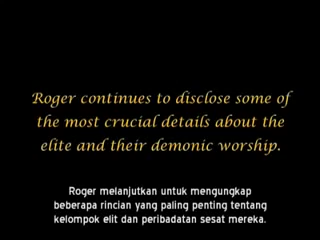 Roger continues to disclose some of
the most crucial details about the
elite and their demonic worship.
Roger melanjutkan untuk mengungkap
beberapa rincian yang paling penting tentang
kelompok elit dan peribadatan sesat mereka.